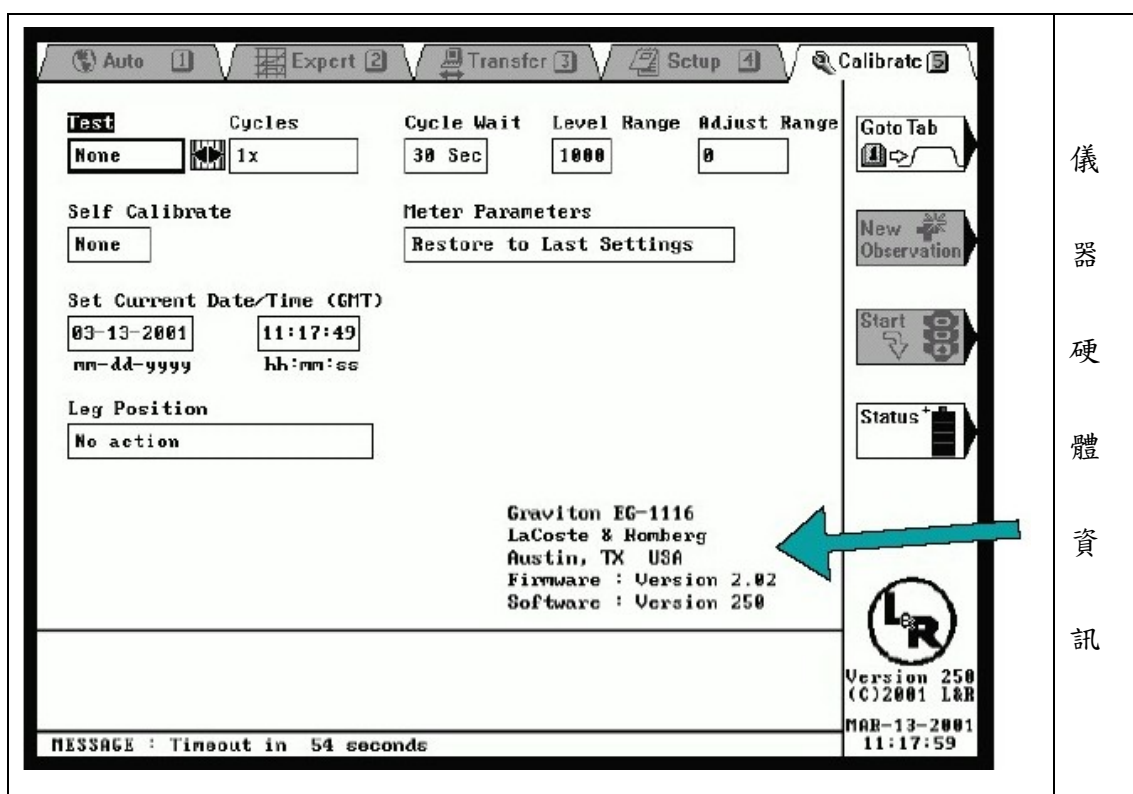 Auto 1 Expert 2 Transfer 3 Setup 4 Calibrate 5
Test Cycles Cycle Wait Level Range Adjust Range
None 1x 30 Sec 1000 0
Self Calibrate Meter Parameters
None Restore to Last Settings
Set Current Date/Time (GMT)
03-13-2001 11:17:49
mm-dd-yyyy hh:mm:ss
Leg Position
No action
Graviton EG-1116
LaCoste & Romberg
Austin, TX USA
Firmware : Version 2.02
Software : Version 250
MESSAGE : Timeout in 54 seconds
Goto Tab
1
New
Observation
Start
Status
L&R
Version 250
(C)2001 L&R
MAR-13-2001
11:17:59
儀
器
硬
體
資
訊